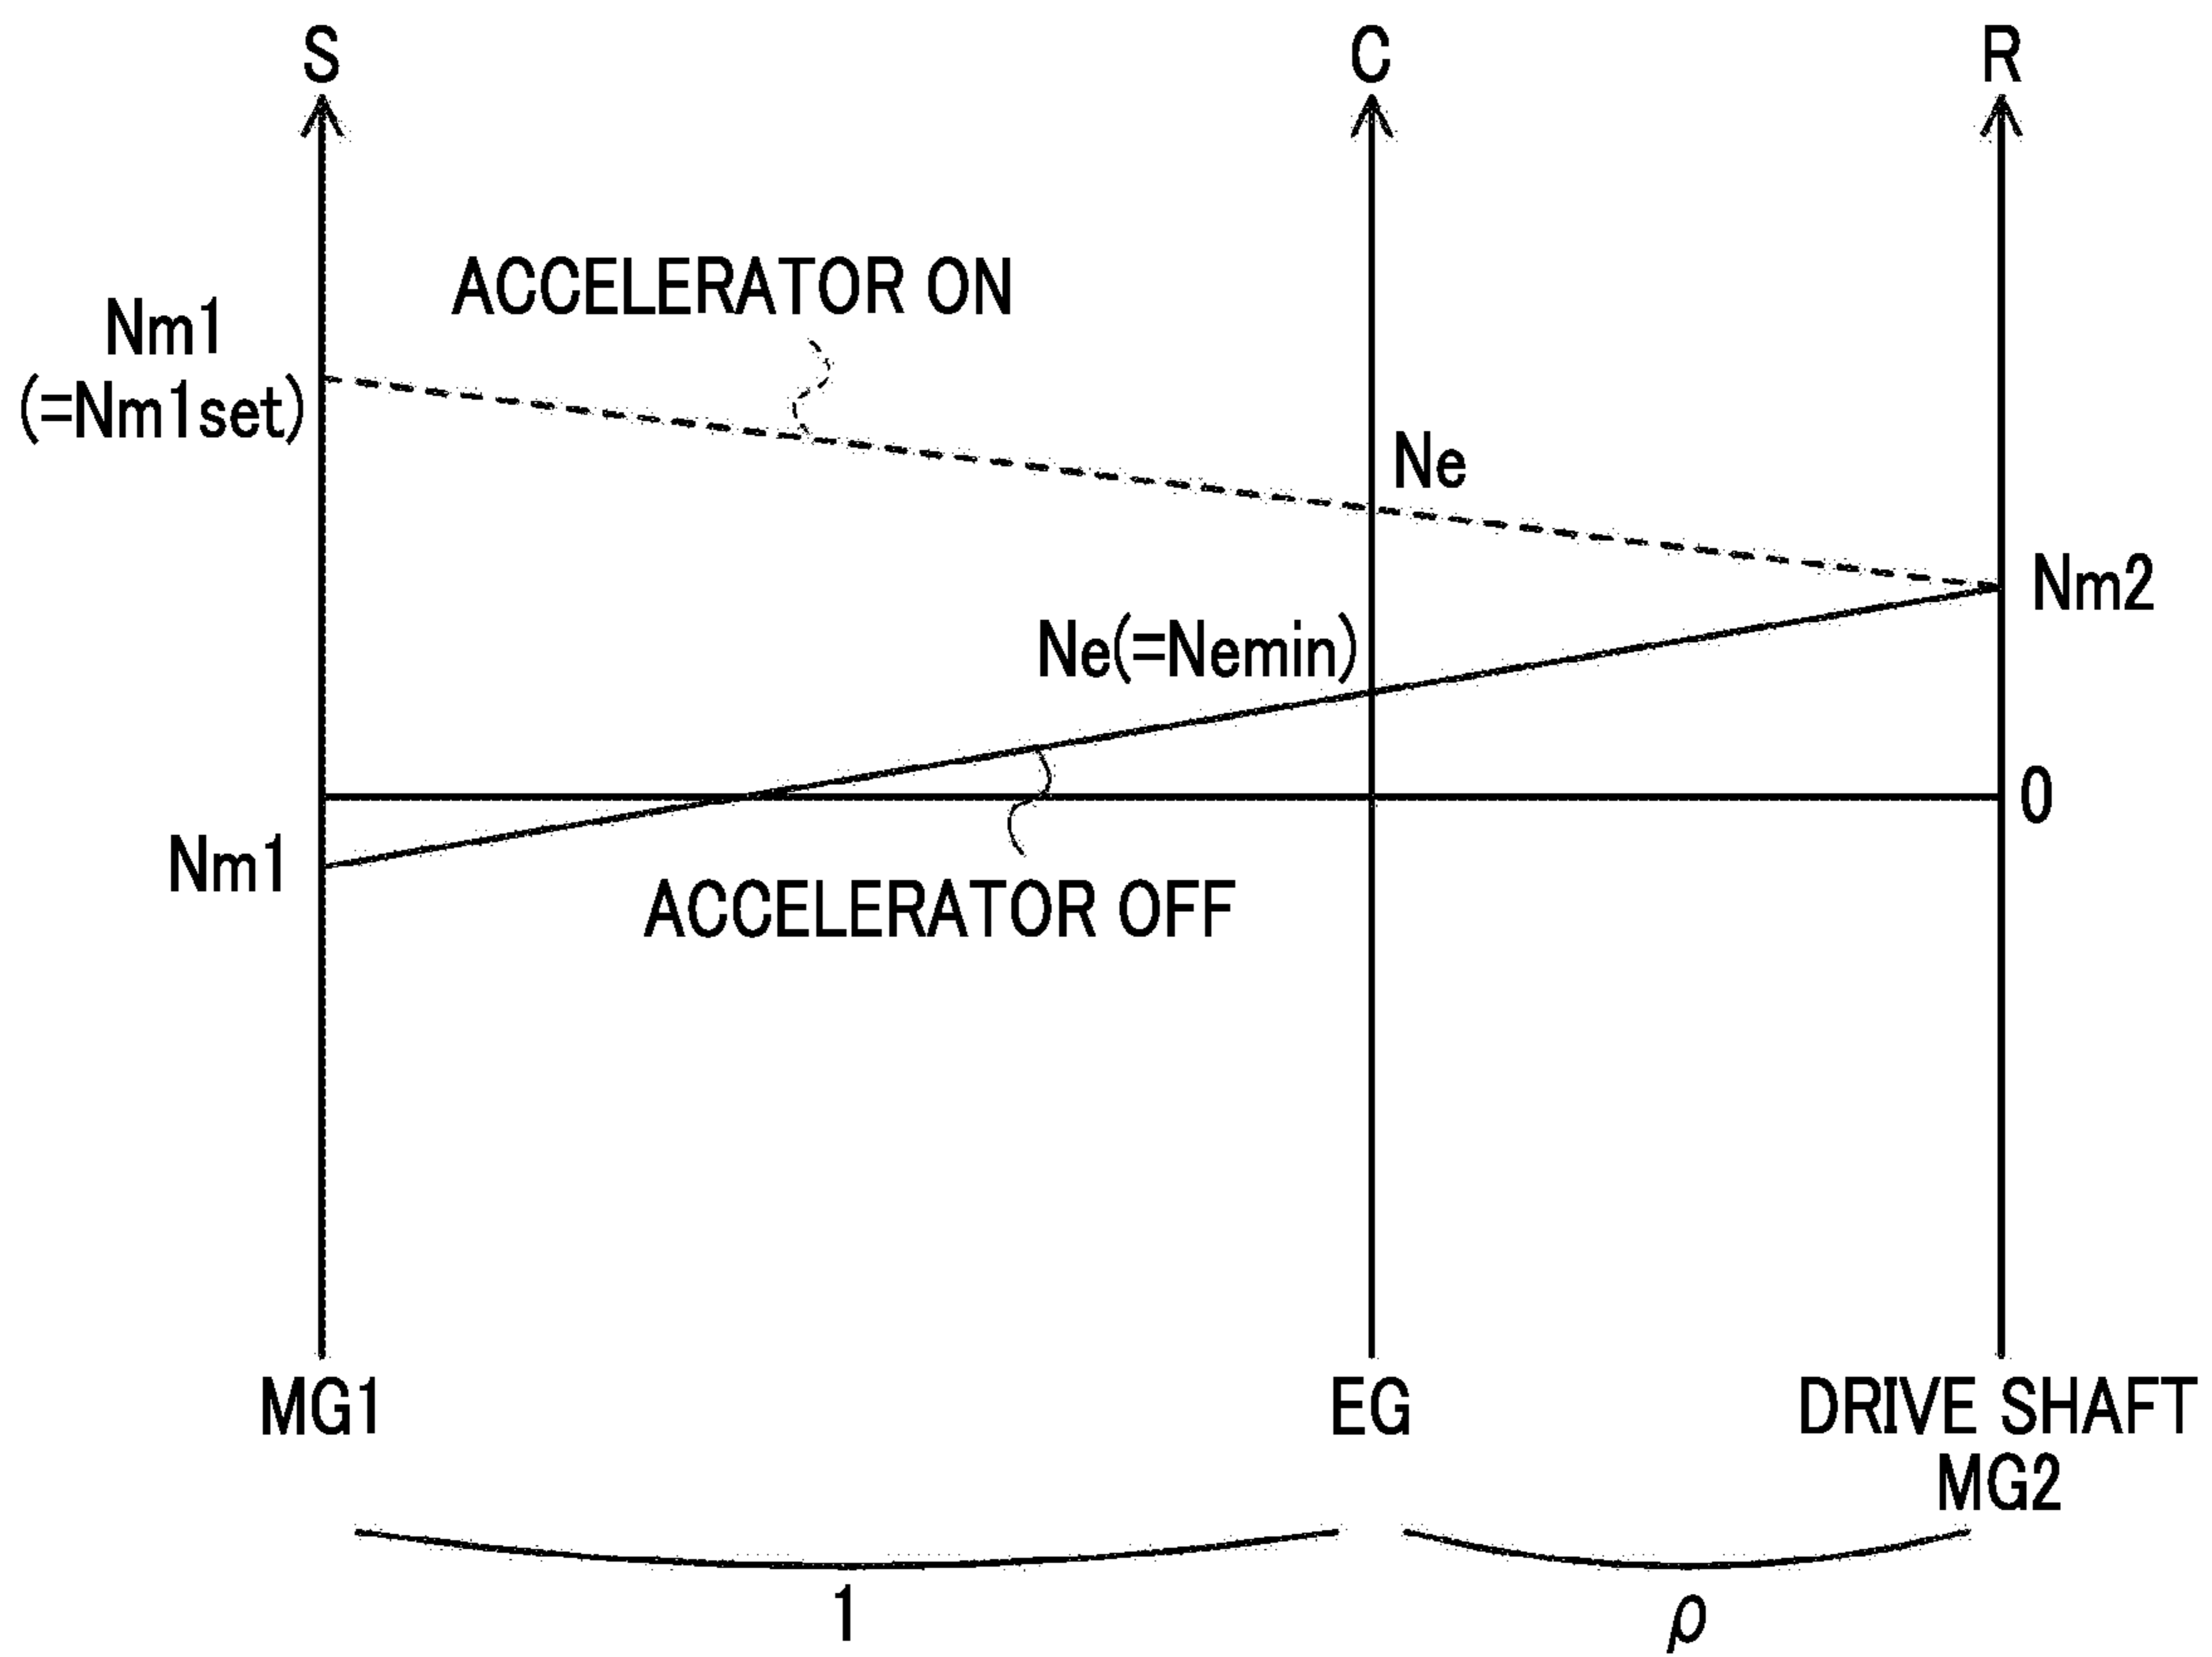 S C R
ACCELERATOR ON
Nm1
(=Nm1set)
Ne
Nm2
Ne(=Nemin)
0
Nm1
ACCELERATOR OFF
MG1 EG DRIVE SHAFT
MG2
1 ρ